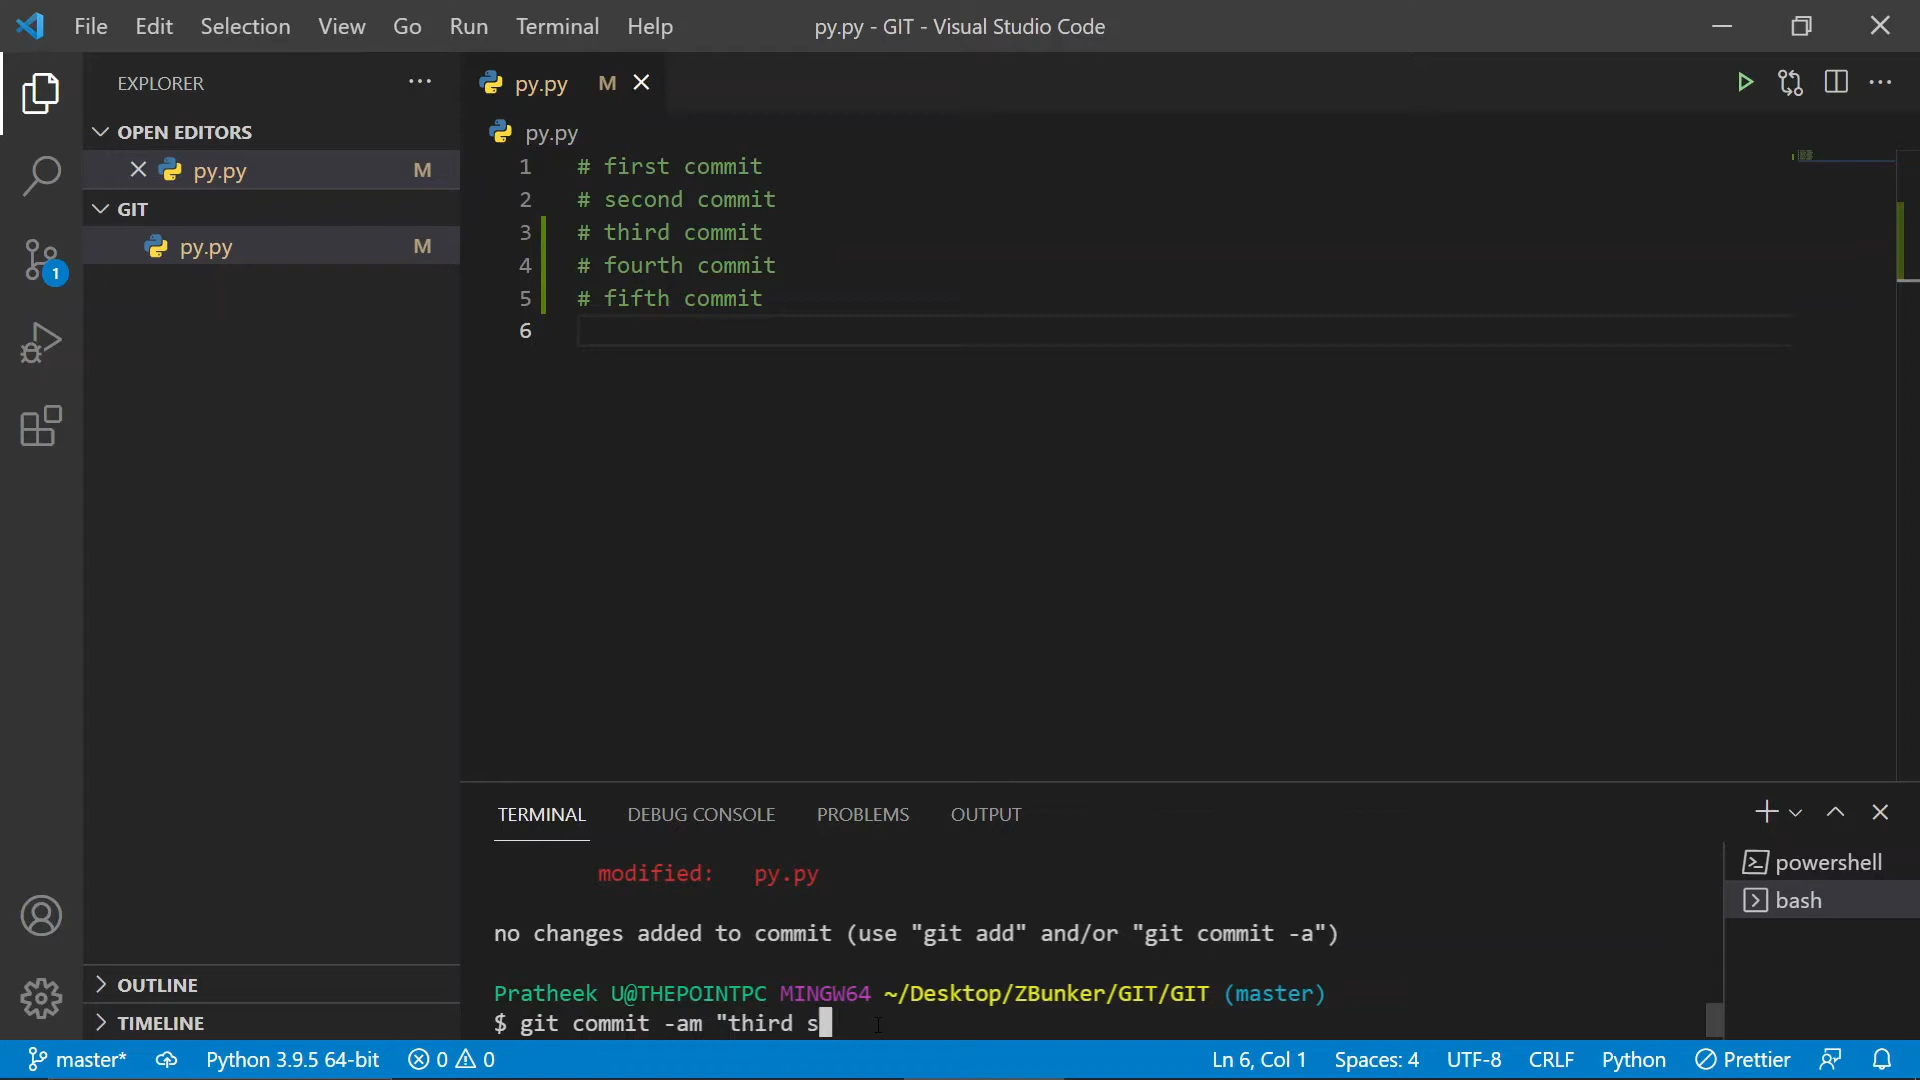 File Edit Selection View Go Run Terminal Help
py.py - GIT - Visual Studio Code
EXPLORER
OPEN EDITORS
py.py M
GIT
py.py M
1
OUTLINE
TIMELINE
py.py M
py.py
1 # first commit
2 # second commit
3 # third commit
4 # fourth commit
5 # fifth commit
6
TERMINAL DEBUG CONSOLE PROBLEMS OUTPUT
modified: py.py
no changes added to commit (use "git add" and/or "git commit -a")
Pratheek U@THEPOINTPC MINGW64 ~/Desktop/ZBunker/GIT/GIT (master)
$ git commit -am "third s
powershell
bash
master* Python 3.9.5 64-bit 0 0 Ln 6, Col 1 Spaces: 4 UTF-8 CRLF Python Prettier